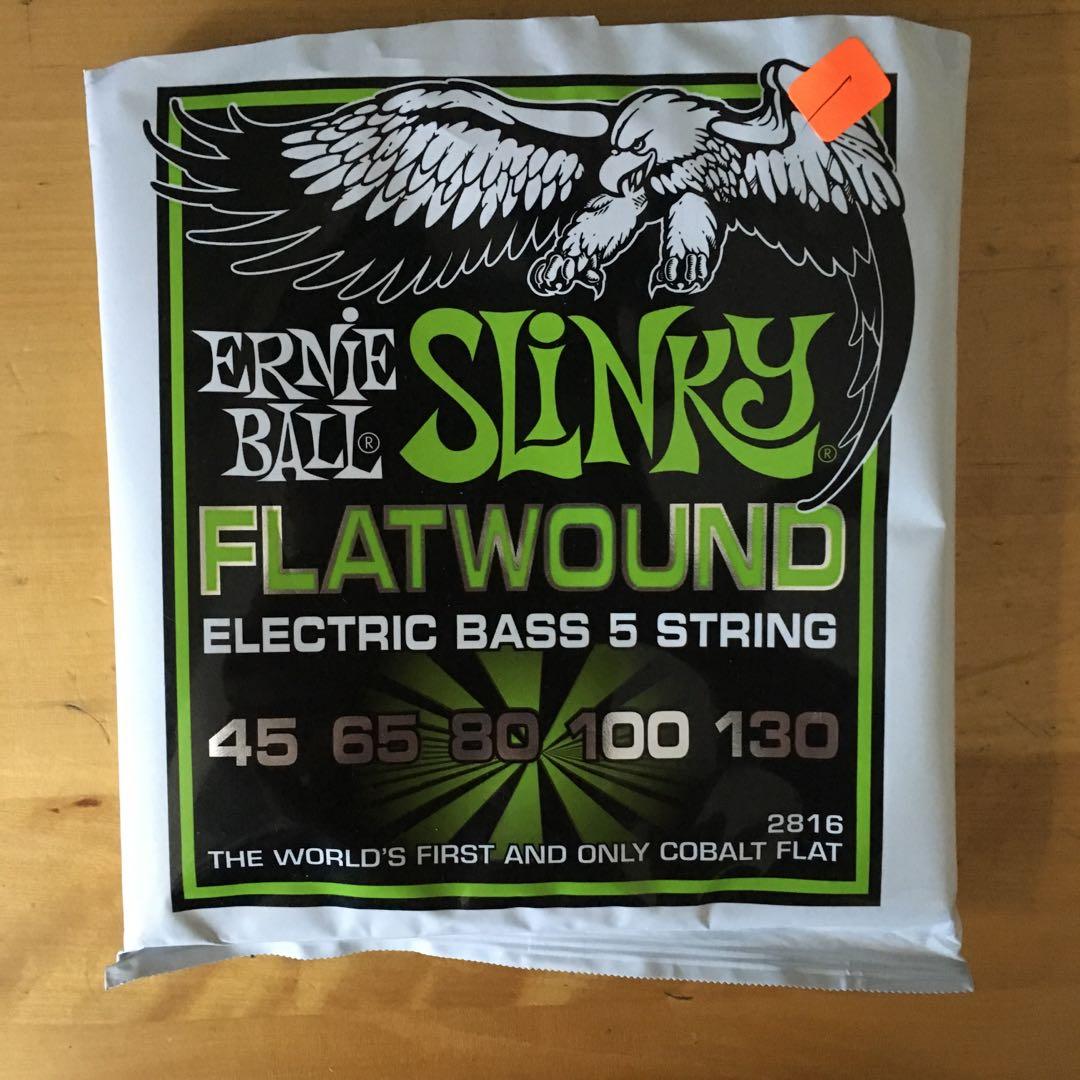 ERNiE BALL® SLiNKY®
FLATWOUND
ELECTRIC BASS 5 STRING
45 65 80 100 130
2816
THE WORLD'S FIRST AND ONLY COBALT FLAT